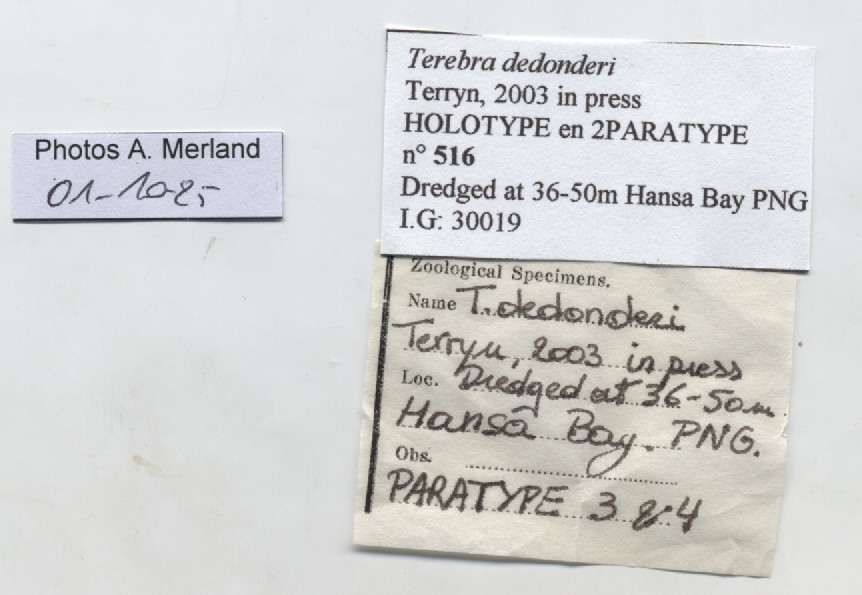 Photos A. Merland
01-10-25
Terebra dedonderi
Terryn, 2003 in press
HOLOTYPE en 2PARATYPE
n° 516
Dredged at 36-50m Hansa Bay PNG
I.G: 30019
Zoological Specimens.
Name T. dedonderi
Terryn, 2003 in press
Loc. Dredged at 36-50m
Hansa Bay. PNG.
Obs.
PARATYPE 3 & 4